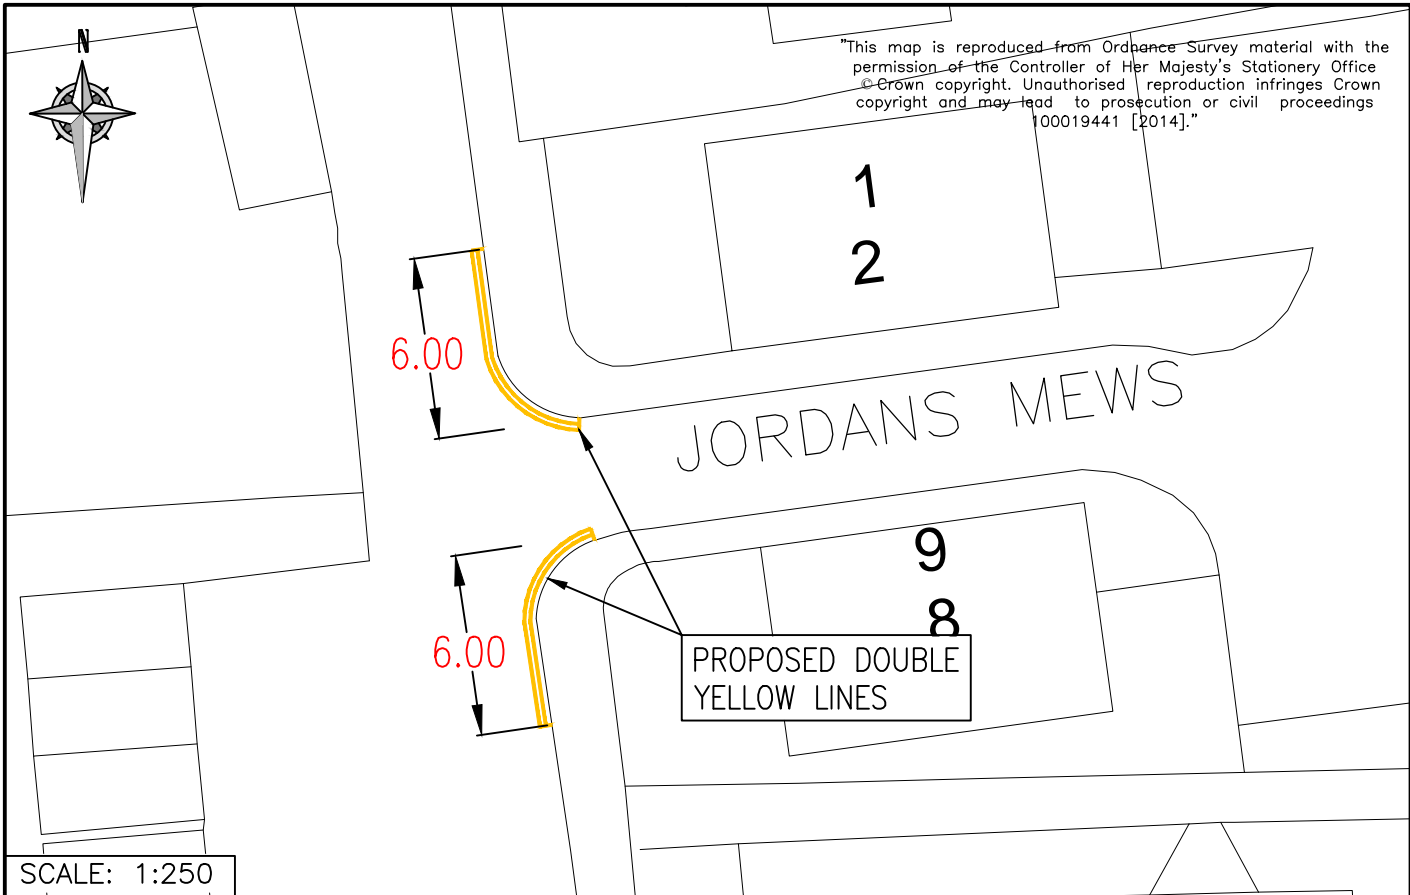 N
"This map is reproduced from Ordnance Survey material with the
permission of the Controller of Her Majesty's Stationery Office
© Crown copyright. Unauthorised reproduction infringes Crown
copyright and may lead to prosecution or civil proceedings
100019441 [2014]."
1
2
6.00
JORDANS MEWS
9
8
6.00
PROPOSED DOUBLE
YELLOW LINES
SCALE: 1:250